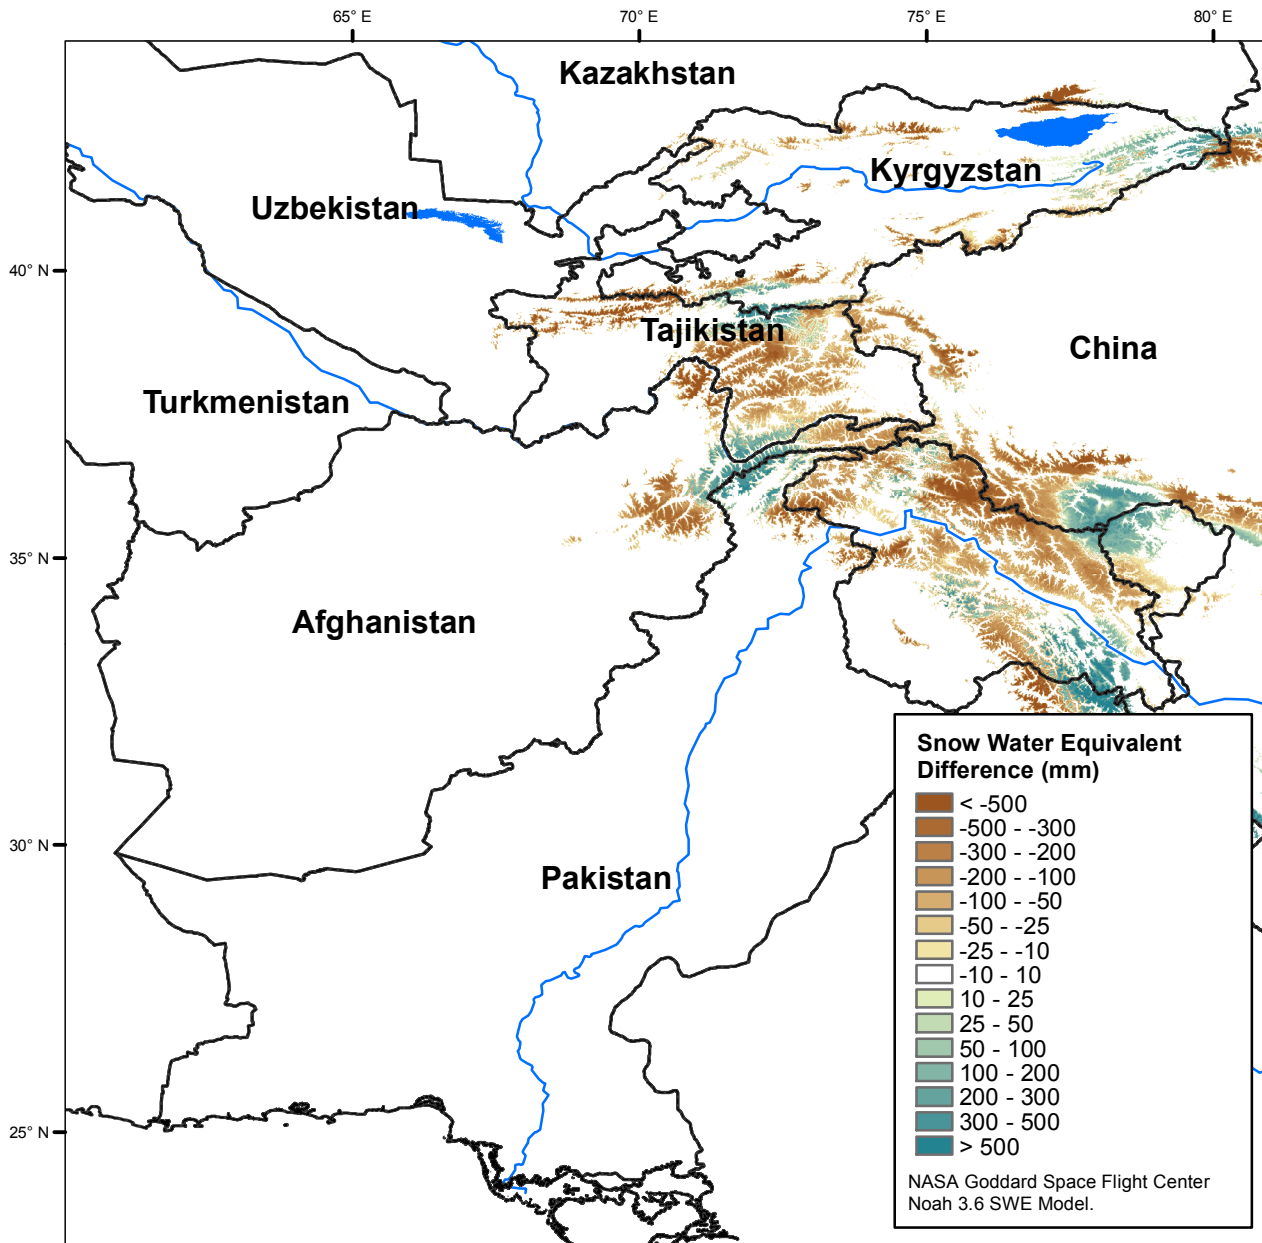 65° E
70° E
75° E
80° E
Kazakhstan
Kyrgyzstan
Uzbekistan
40° N
Tajikistan
China
Turkmenistan
35° N
Afghanistan
Snow Water Equivalent
Difference (mm)
< -500
-500 - -300
-300 - -200
-200 - -100
-100 - -50
-50 - -25
-25 - -10
-10 - 10
10 - 25
25 - 50
50 - 100
100 - 200
200 - 300
300 - 500
> 500
30° N
Pakistan
25° N
NASA Goddard Space Flight Center
Noah 3.6 SWE Model.